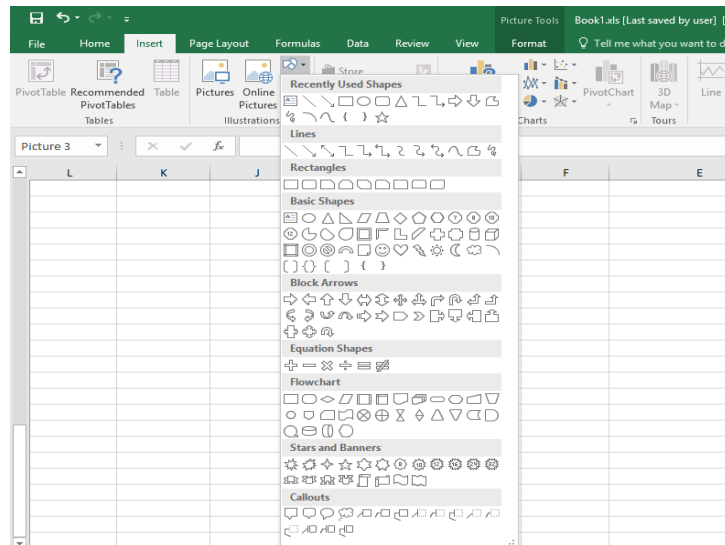 Picture Tools
Book1.xls [Last saved by user] [
File Home Insert Page Layout Formulas Data Review View Format Tell me what you want to d
PivotTable Recommended PivotTables Table
Pictures Online Pictures
Store
PivotChart
3D Map
Line
Tables
Illustrations
Charts
Tours
Picture 3
fx
L K J F E
Recently Used Shapes
Lines
Rectangles
Basic Shapes
Block Arrows
Equation Shapes
Flowchart
Stars and Banners
Callouts